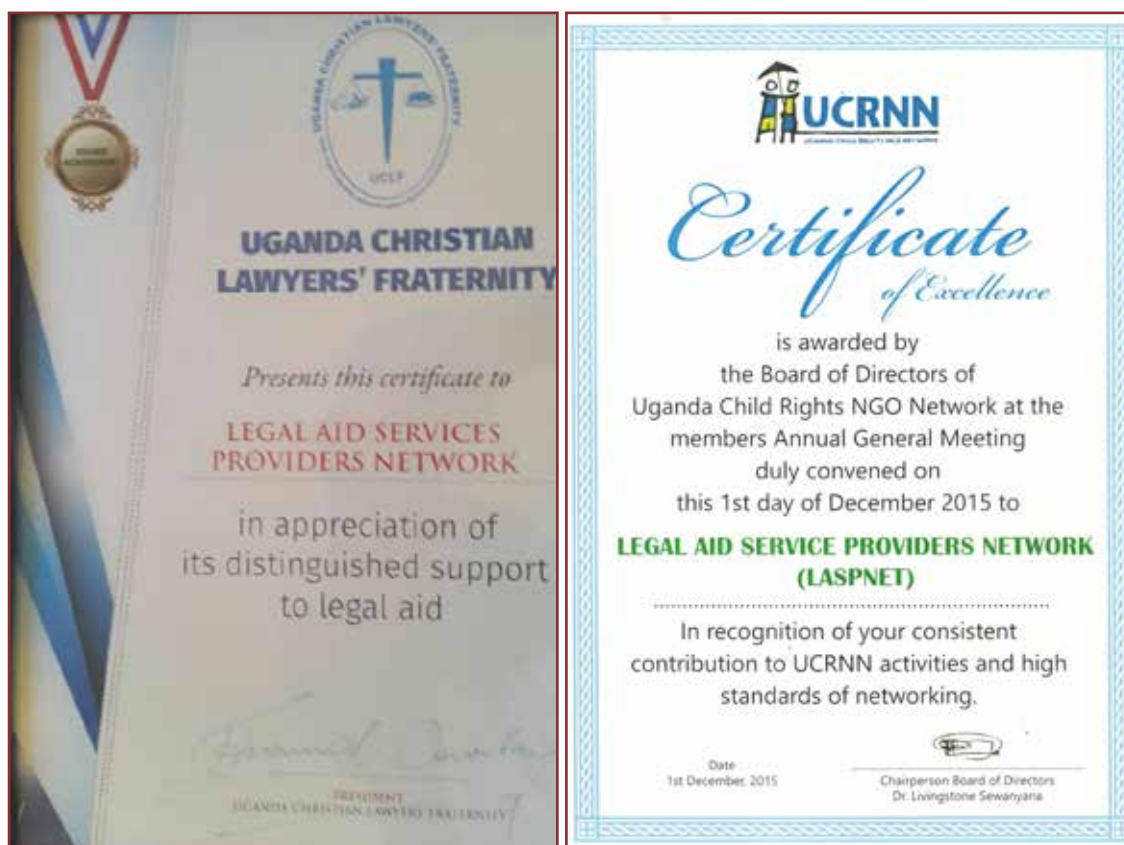 UGANDA CHRISTIAN LAWYERS' FRATERNITY
UCLF
UGANDA CHRISTIAN
LAWYERS' FRATERNITY
Presents this certificate to
LEGAL AID SERVICES
PROVIDERS NETWORK
in appreciation of
its distinguished support
to legal aid
PRESIDENT
UGANDA CHRISTIAN LAWYERS FRATERNITY
UCRNN
UGANDA CHILD RIGHTS NGO NETWORK
Certificate
of Excellence
is awarded by
the Board of Directors of
Uganda Child Rights NGO Network at the
members Annual General Meeting
duly convened on
this 1st day of December 2015 to
LEGAL AID SERVICE PROVIDERS NETWORK
(LASPNET)
In recognition of your consistent
contribution to UCRNN activities and high
standards of networking.
Date
1st December, 2015
Chairperson Board of Directors
Dr. Livingstone Sewanyana